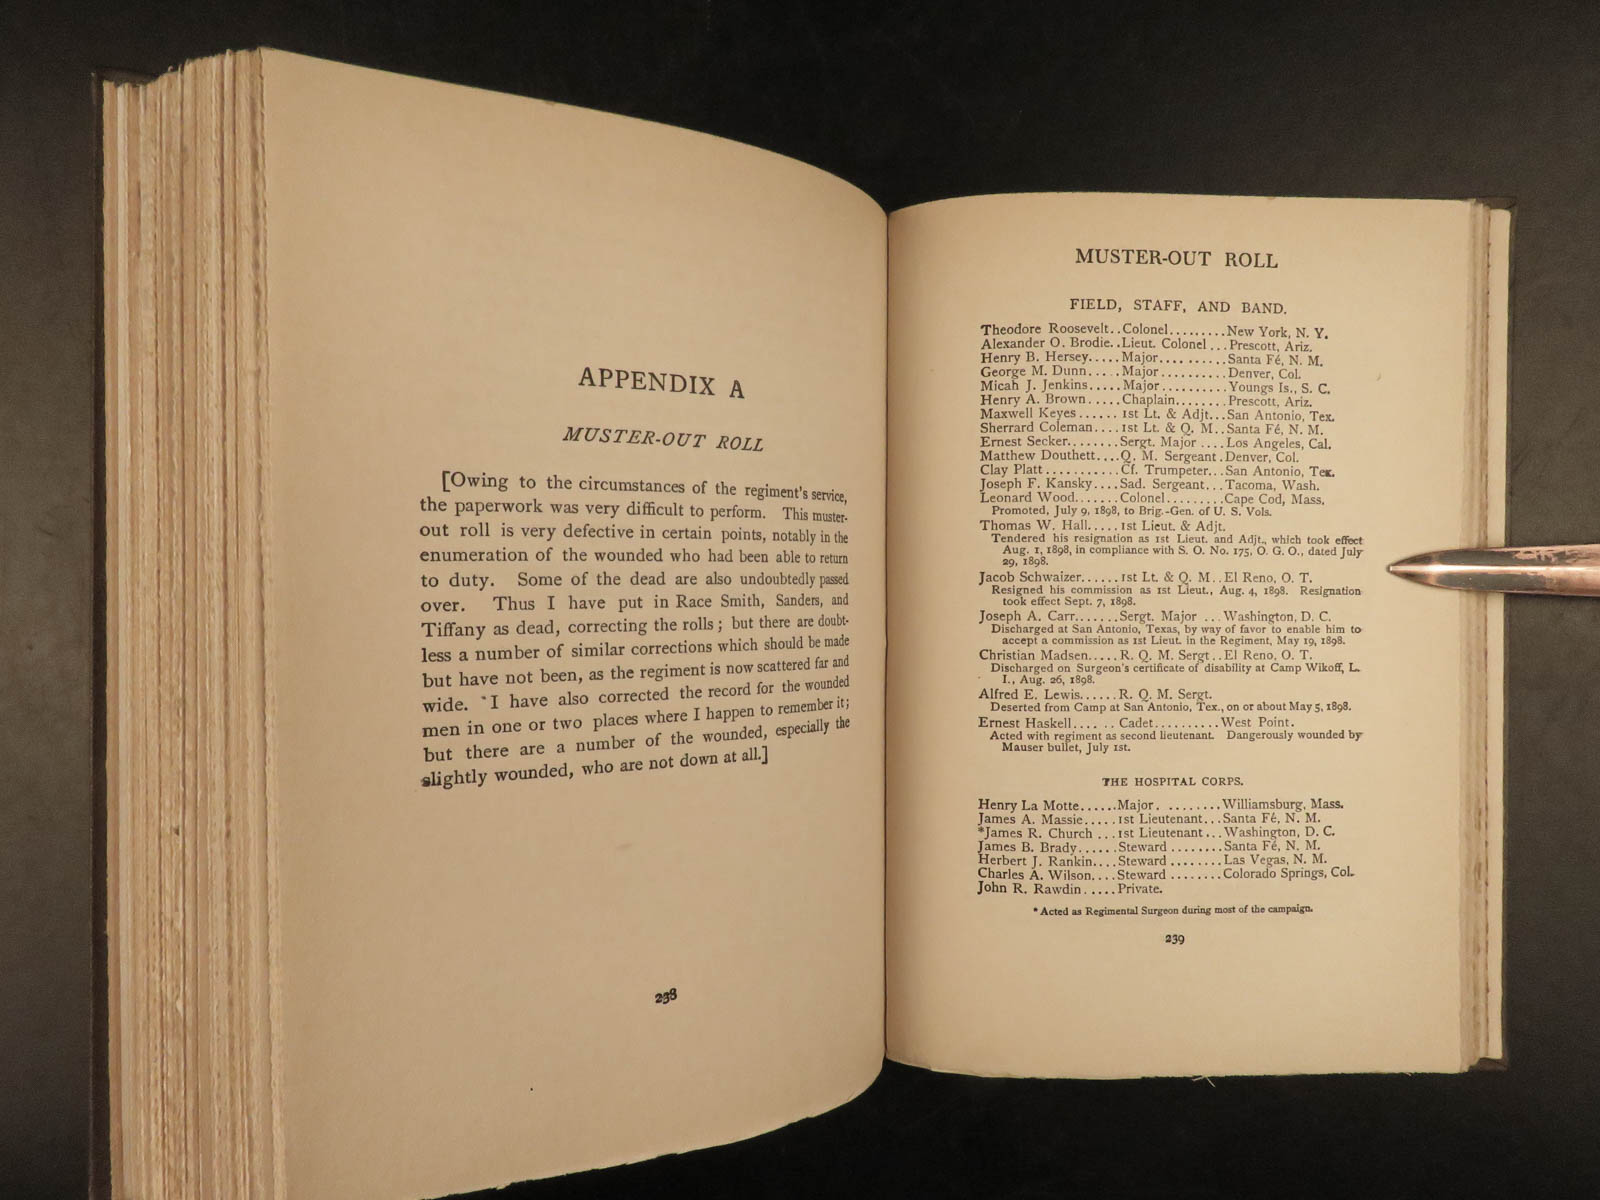 APPENDIX A
MUSTER-OUT ROLL
[Owing to the circumstances of the regiment's service,
the paperwork was very difficult to perform. This muster-
out roll is very defective in certain points, notably in the
enumeration of the wounded who had been able to return
to duty. Some of the dead are also undoubtedly passed
over. Thus I have put in Race Smith, Sanders, and
Tiffany as dead, correcting the rolls; but there are doubt-
less a number of similar corrections which should be made
but have not been, as the regiment is now scattered far and
wide. I have also corrected the record for the wounded
men in one or two places where I happen to remember it;
but there are a number of the wounded, especially the
slightly wounded, who are not down at all.]
238
MUSTER-OUT ROLL
FIELD, STAFF, AND BAND.
Theodore Roosevelt..Colonel.........New York, N. Y.
Alexander O. Brodie..Lieut. Colonel...Prescott, Ariz.
Henry B. Hersey.....Major..........Santa Fé, N. M.
George M. Dunn.....Major..........Denver, Col.
Micah J. Jenkins.....Major..........Youngs Is., S. C.
Henry A. Brown.....Chaplain........Prescott, Ariz.
Maxwell Keyes......1st Lt. & Adjt...San Antonio, Tex.
Sherrard Coleman....1st Lt. & Q. M..Santa Fé, N. M.
Ernest Secker........Sergt. Major....Los Angeles, Cal.
Matthew Douthett....Q. M. Sergeant.Denver, Col.
Clay Platt...........Cf. Trumpeter...San Antonio, Tex.
Joseph F. Kansky....Sad. Sergeant...Tacoma, Wash.
Leonard Wood.......Colonel.........Cape Cod, Mass.
Promoted, July 9, 1898, to Brig.-Gen. of U. S. Vols.
Thomas W. Hall.....1st Lieut. & Adjt.
Tendered his resignation as 1st Lieut. and Adjt., which took effect
Aug. 1, 1898, in compliance with S. O. No. 175, O. G. O., dated July
29, 1898.
Jacob Schwaizer......1st Lt. & Q. M..El Reno, O. T.
Resigned his commission as 1st Lieut., Aug. 4, 1898. Resignation
took effect Sept. 7, 1898.
Joseph A. Carr.......Sergt. Major...Washington, D. C.
Discharged at San Antonio, Texas, by way of favor to enable him to
accept a commission as 1st Lieut. in the Regiment, May 19, 1898.
Christian Madsen.....R. Q. M. Sergt..El Reno, O. T.
Discharged on Surgeon's certificate of disability at Camp Wikoff, L.
I., Aug. 26, 1898.
Alfred E. Lewis......R. Q. M. Sergt.
Deserted from Camp at San Antonio, Tex., on or about May 5, 1898.
Ernest Haskell......Cadet..........West Point.
Acted with regiment as second lieutenant. Dangerously wounded by
Mauser bullet, July 1st.
THE HOSPITAL CORPS.
Henry La Motte......Major.........Williamsburg, Mass.
James A. Massie.....1st Lieutenant...Santa Fé, N. M.
*James R. Church...1st Lieutenant...Washington, D. C.
James B. Brady......Steward........Santa Fé, N. M.
Herbert J. Rankin....Steward........Las Vegas, N. M.
Charles A. Wilson....Steward........Colorado Springs, Col.
John R. Rawdin.....Private.
* Acted as Regimental Surgeon during most of the campaign.
239